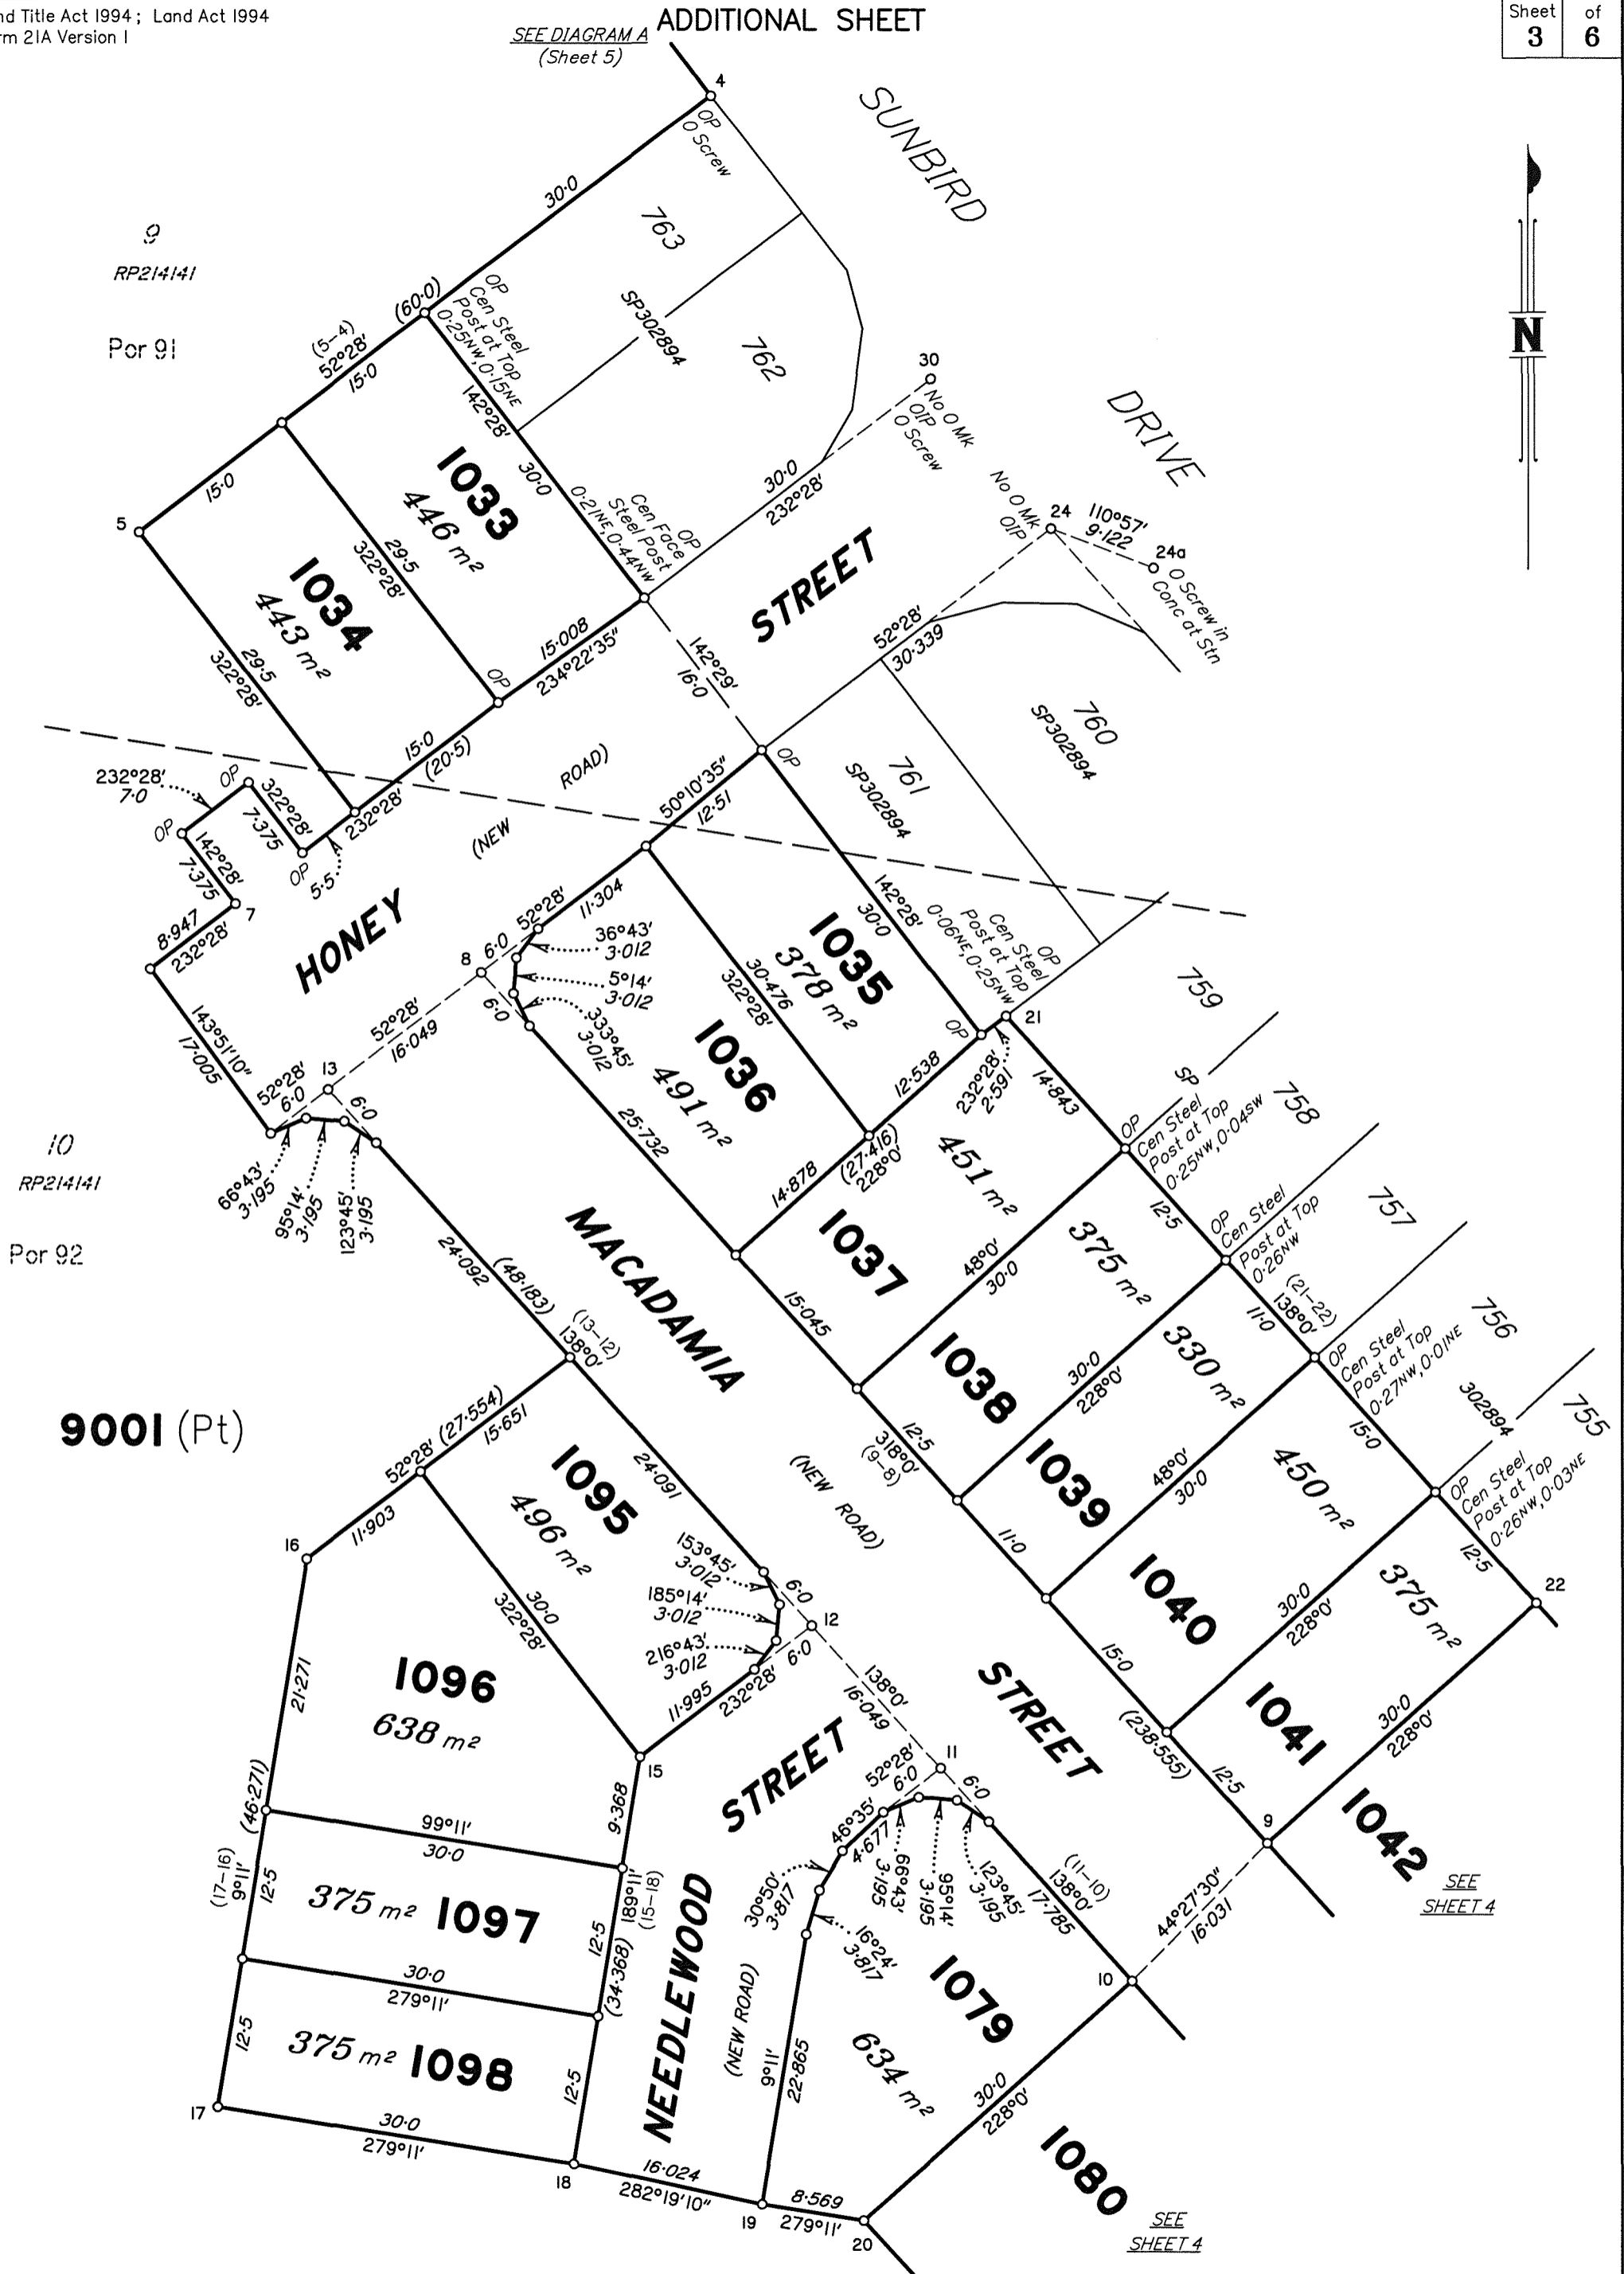 nd Title Act 1994 ; Land Act 1994
rm 21A Version 1
ADDITIONAL SHEET
Sheet 3 of 6
SEE DIAGRAM A
(Sheet 5)
4
OP
O Screw
SUNBIRD
DRIVE
N
9
RP214141
Por 91
30·0
(60·0)
(5–4)
52°28'
15·0
15·0
5
763
SP302894
762
OP
Cen Steel
Post at Top
0·25NW,0·15NE
142°28'
30·0
1033
446 m²
29·5
322°28'
1034
443 m²
29·5
322°28'
OP
Cen Face
Steel Post
0·21NE,0·44NW
30·0
232°28'
30
No O Mk
OIP
O Screw
No O Mk
OIP
24
110°57'
9·122
24a
O Screw in
Conc at Stn
15·008
234°22'35"
OP
15·0
(20·5)
232°28'
5·5
142°29'
16·0
STREET
52°28'
30·339
760
SP302894
761
SP302894
232°28'
7·0
OP
322°28'
7·375
OP
OP
142°28'
7·375
7
8·947
232°28'
HONEY
(NEW
ROAD)
50°10'35"
12·51
OP
52°28'
11·304
6·0
8
6·0
36°43'
3·012
5°14'
3·012
333°45'
3·012
30·476
322°28'
1035
378 m²
142°28'
30·0
OP
Cen Steel
Post at Top
0·06NE,0·25NW
OP
21
232°28'
2·591
12·538
1036
491 m²
25·732
14·878
(27·416)
228°0'
52°28'
16·049
13
52°28'
6·0
6·0
143°51'10"
17·005
66°43'
3·195
95°14'
3·195
123°45'
3·195
10
RP214141
Por 92
14·843
759
SP
758
757
756
302894
755
OP
Cen Steel
Post at Top
0·25NW,0·04SW
451 m²
1037
15·045
48°0'
30·0
12·5
OP
Cen Steel
Post at Top
0·26NW
375 m²
1038
30·0
228°0'
12·5
318°0'
(9–8)
11·0
(21–22)
138°0'
OP
Cen Steel
Post at Top
0·27NW,0·01NE
330 m²
1039
48°0'
30·0
11·0
15·0
OP
Cen Steel
Post at Top
0·26NW,0·03NE
450 m²
1040
30·0
228°0'
15·0
12·5
22
375 m²
1041
30·0
228°0'
(238·555)
12·5
9
1042
SEE
SHEET 4
MACADAMIA
(NEW ROAD)
STREET
24·092
(48·183)
(13–12)
138°0'
9001 (Pt)
52°28' (27·554)
15·651
11·903
16
24·091
1095
496 m²
30·0
322°28'
153°45'
3·012
185°14'
3·012
216°43'
3·012
6·0
12
6·0
11·995
232°28'
138°0'
16·049
1096
638 m²
21·271
(46·271)
15
9·368
99°11'
30·0
(17–16)
9°11'
12·5
375 m² 1097
12·5
189°11'
(15–18)
(34·368)
30·0
279°11'
12·5
375 m² 1098
12·5
17
30·0
279°11'
18
STREET
NEEDLEWOOD
(NEW ROAD)
52°28'
6·0
11
6·0
46°35'
4·677
66°43'
3·195
95°14'
3·195
123°45'
3·195
30°50'
3·817
16°24'
3·817
(11–10)
138°0'
17·785
10
44°27'30"
16·031
1079
634 m²
9°11'
22·865
30·0
228°0'
16·024
282°19'10"
19
8·569
279°11'
20
1080
SEE
SHEET 4